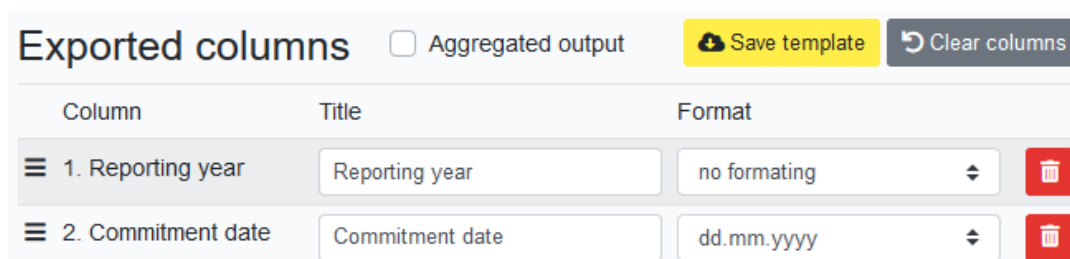 Exported columns Aggregated output Save template Clear columns
Column Title Format
1. Reporting year Reporting year no formating
2. Commitment date Commitment date dd.mm.yyyy